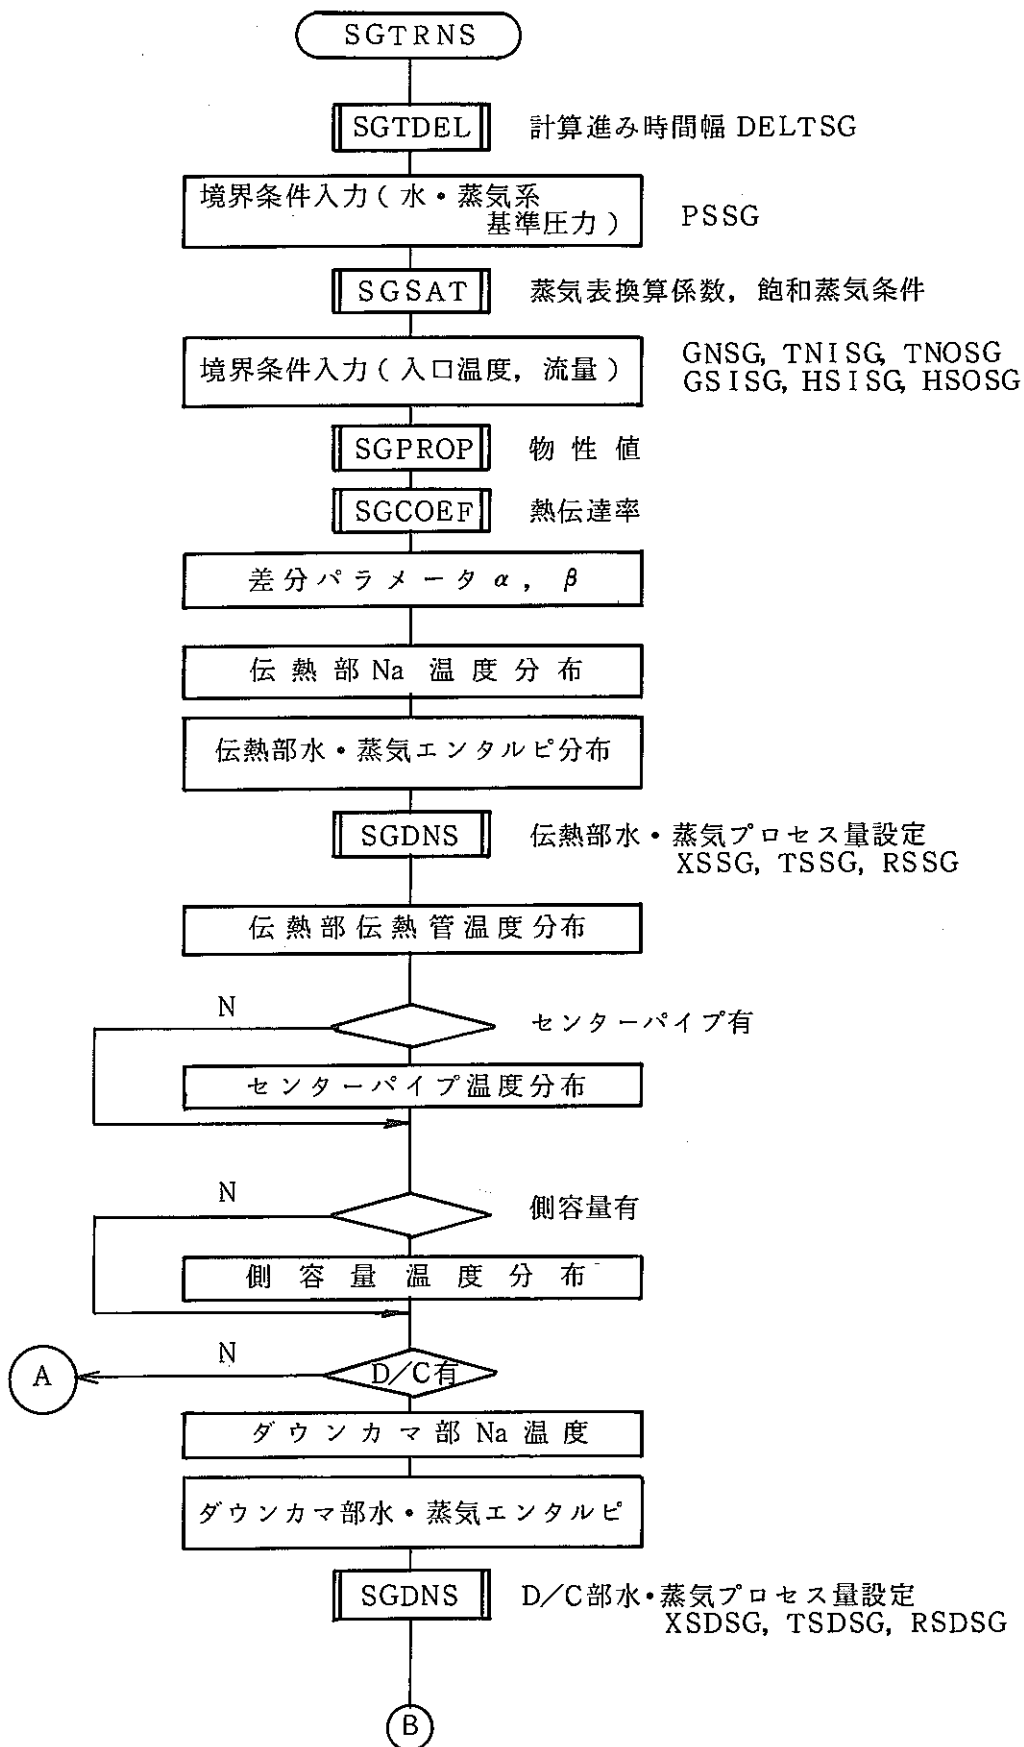 SGTRNS
SGTDEL 計算進み時間幅 DELTSG
境界条件入力(水・蒸気系
基準圧力) PSSG
SGSAT 蒸気表換算係数, 飽和蒸気条件
GNSG, TNISG, TNOSG
境界条件入力(入口温度, 流量)
GSISG, HSISG, HSOSG
SGPROP 物性値
SGCOEF 熱伝達率
差分パラメータα, β
伝熱部Na温度分布
伝熱部水・蒸気エンタルピ分布
SGDNS 伝熱部水・蒸気プロセス量設定
XSSG, TSSG, RSSG
伝熱部伝熱管温度分布
N
センターパイプ有
センターパイプ温度分布
N
側容量有
側容量温度分布
N
A D/C有
ダウンカマ部Na温度
ダウンカマ部水・蒸気エンタルピ
SGDNS D/C部水・蒸気プロセス量設定
XSDSG, TSDSG, RSDSG
B